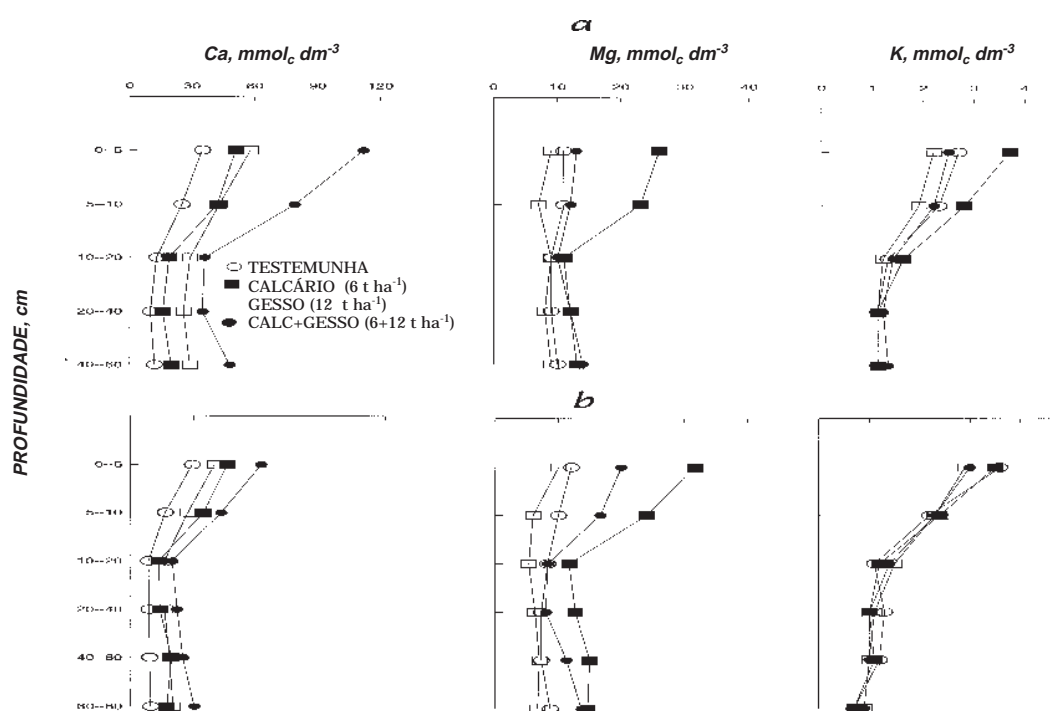 a
Ca, mmolc dm-3
Mg, mmolc dm-3
K, mmolc dm-3
0 30 60 90 120
0 10 20 30 40
0 1 2 3 4
PROFUNDIDADE, cm
0--5
5--10
10--20
20--40
40--60
TESTEMUNHA
CALCÁRIO (6 t ha-1)
GESSO (12 t ha-1)
CALC+GESSO (6+12 t ha-1)
b
0--5
5--10
10--20
20--40
40--60
60--80